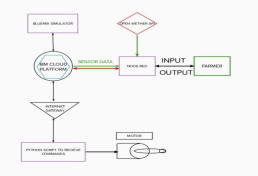 BLUEMIX SIMULATOR
OPEN WETHER API
IBM CLOUD
PLATFORM
SENSOR DATA
NODE-RED
INPUT
OUTPUT
FARMER
INTERNET
GATEWAY
PYTHON SCRIPT TO RECIEVE
COMMANDS
MOTOR